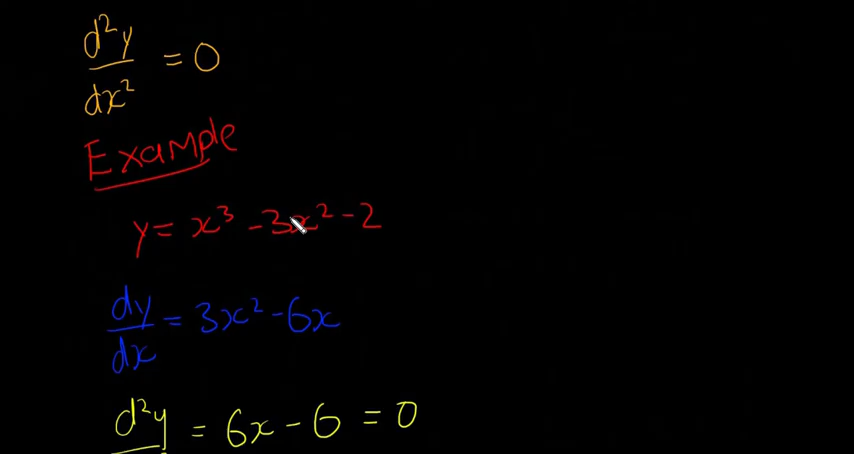 d²y/dx² = 0
Example
y = x³ - 3x² - 2
dy/dx = 3x² - 6x
d²y = 6x - 6 = 0